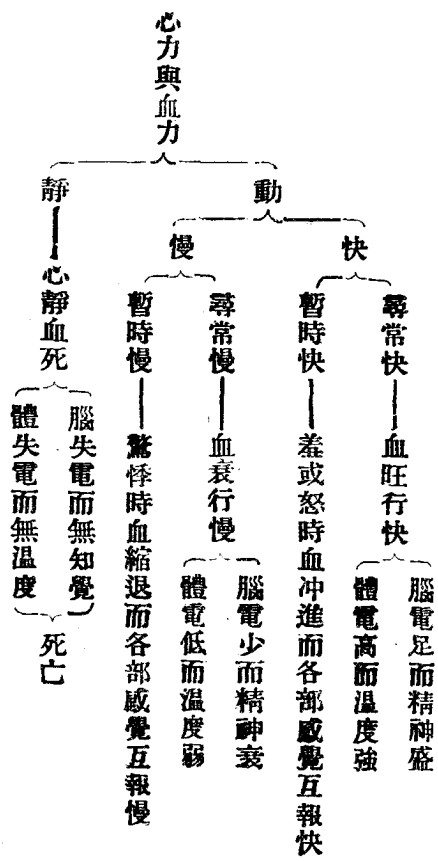 心力與血力
動
快
尋常快
血旺行快
腦電足而精神盛
體電高而温度強
暫時快
羞或怒時血冲進而各部感覺互報快
慢
尋常慢
血衰行慢
腦電少而精神衰
體電低而温度弱
暫時慢
驚悸時血縮退而各部感覺互報慢
靜
心靜血死
腦失電而無知覺
體失電而無温度
死亡